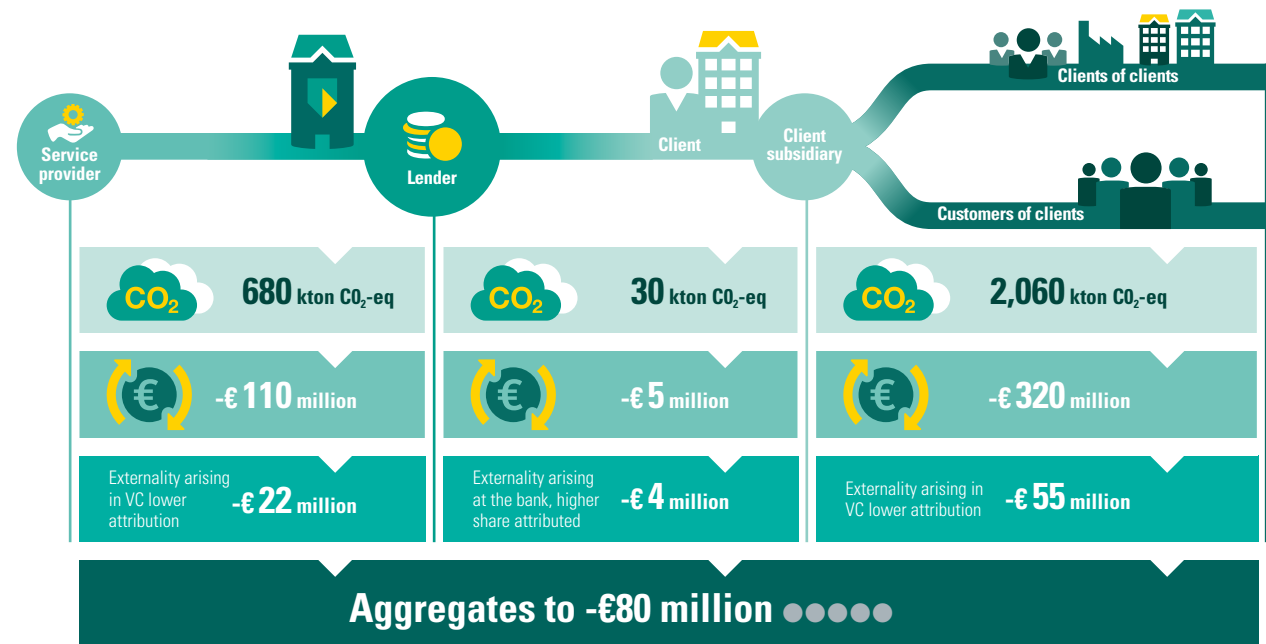 Clients of clients
Service
provider
Lender
Client
Client
subsidiary
Customers of clients
CO₂
680 kton CO₂-eq
CO₂
30 kton CO₂-eq
CO₂
2,060 kton CO₂-eq
€
-€ 110 million
€
-€ 5 million
€
-€ 320 million
Externality arising
in VC lower
attribution
-€ 22 million
Externality arising
at the bank, higher
share attributed
-€ 4 million
Externality arising in
VC lower attribution
-€ 55 million
Aggregates to -€80 million